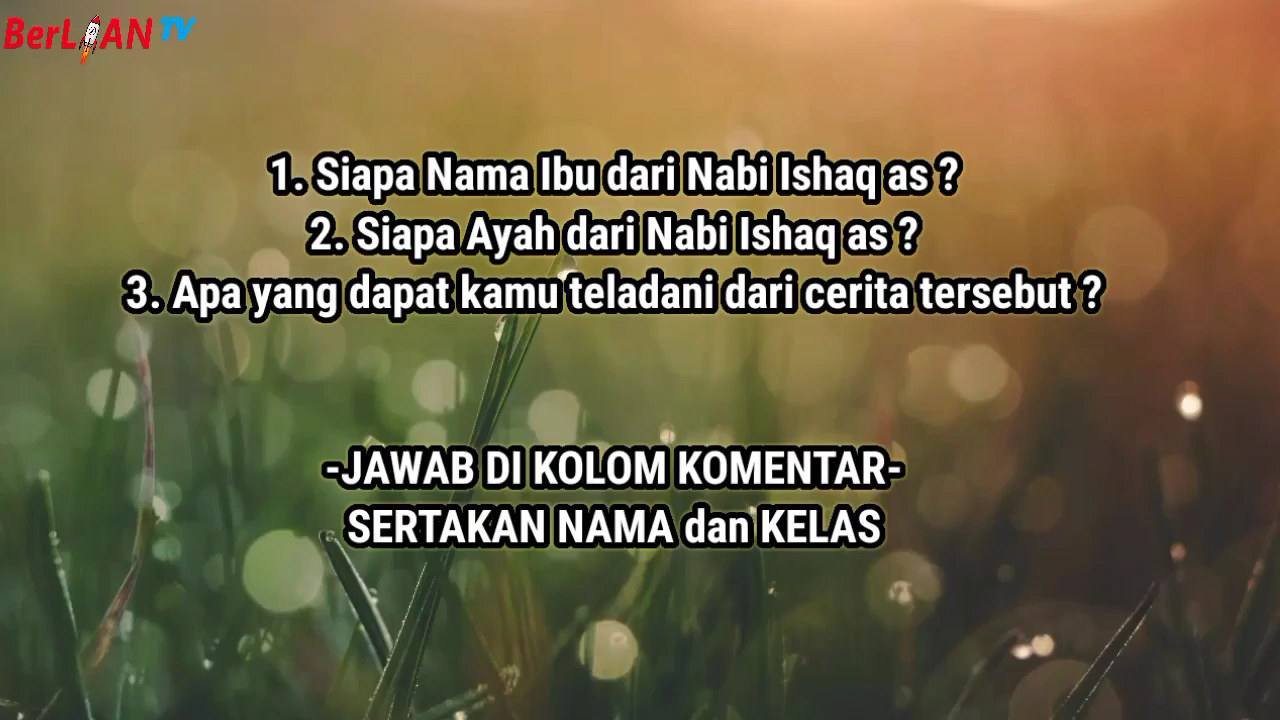 BerLIAN TV
1. Siapa Nama Ibu dari Nabi Ishaq as ?
2. Siapa Ayah dari Nabi Ishaq as ?
3. Apa yang dapat kamu teladani dari cerita tersebut ?
-JAWAB DI KOLOM KOMENTAR-
SERTAKAN NAMA dan KELAS